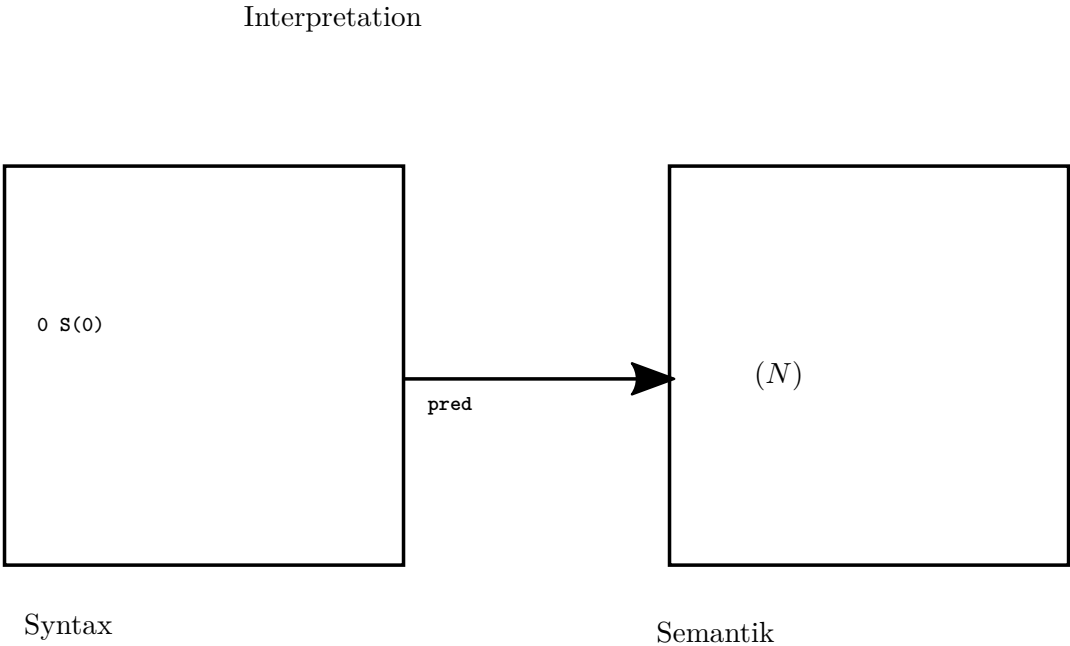 Interpretation
0 S(0)
(N)
pred
Syntax
Semantik